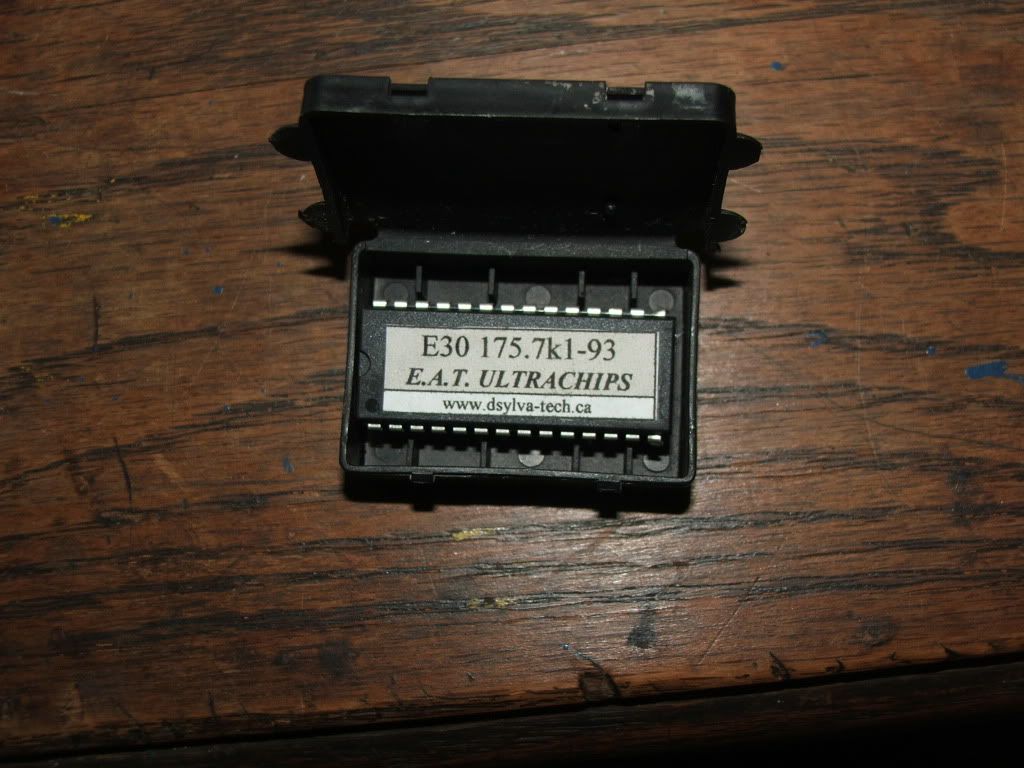 E30 175.7k1-93
E.A.T. ULTRACHIPS
www.dsylva-tech.ca